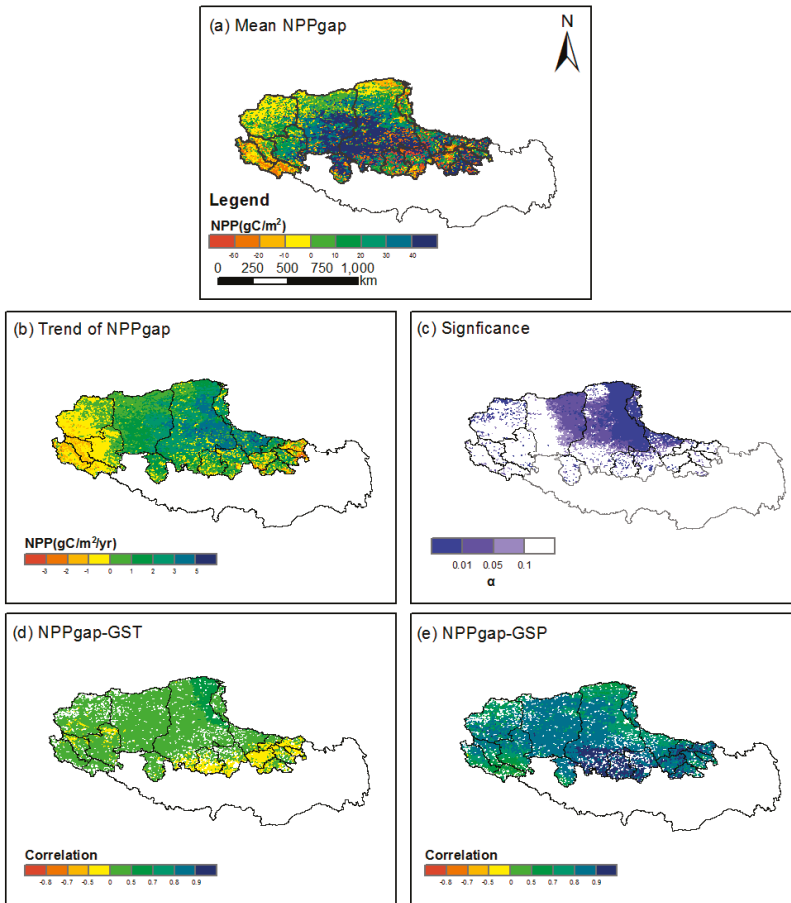 (a) Mean NPPgap
N
Legend
NPP(gC/m²)
-60 -20 -10 0 10 20 30 40
0 250 500 750 1,000
km
(b) Trend of NPPgap
NPP(gC/m²/yr)
-3 -2 -1 0 1 2 3 5
(c) Signficance
0.01 0.05 0.1
α
(d) NPPgap-GST
Correlation
-0.8 -0.7 -0.5 0 0.5 0.7 0.8 0.9
(e) NPPgap-GSP
Correlation
-0.8 -0.7 -0.5 0 0.5 0.7 0.8 0.9